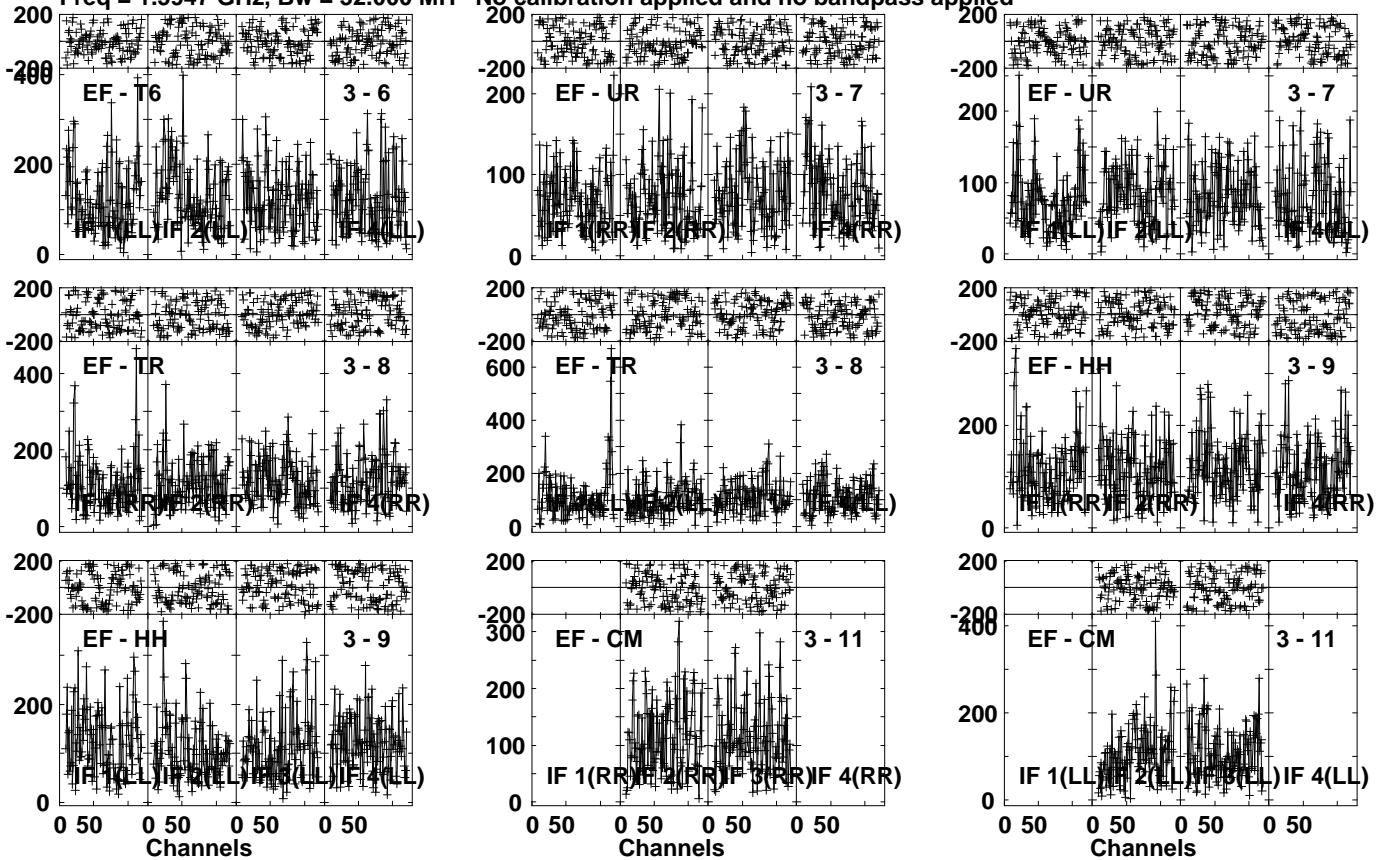 Freq = GHz, Bw = MH No calibration applied and no bandpass applied
200 200 200
-200 -200 -200
400
EF - T6 3 - 6 EF - UR 3 - 7 EF - UR 3 - 7
200 200 200
100 100
IF 1(LL) IF 2(LL) IF 4(LL) IF 1(RR) IF 2(RR) IF 4(RR) IF 1(LL) IF 2(LL) IF 4(LL)
0 0 0
200 200 200
-200 -200 -200
EF - TR 3 - 8 EF - TR 3 - 8 EF - HH 3 - 9
400 600
400
200 200 200
IF 1(RR) IF 2(RR) IF 4(RR) IF 2(LL) IF 4(LL) IF 1(RR) IF 2(RR) IF 4(RR)
0 0 0
200 200 200
-200 -200 -200
EF - HH 3 - 9 EF - CM 3 - 11 EF - CM 3 - 11
300 400
200 200 200
100
IF 1(LL) IF 2(LL) IF 3(LL) IF 4(LL) IF 1(RR) IF 2(RR) IF 3(RR) IF 4(RR) IF 1(LL) IF 2(LL) IF 3(LL) IF 4(LL)
0 0 0
0 50 0 50 0 50 0 50 0 50 0 50 0 50 0 50 0 50 0 50 0 50 0 50
Channels Channels Channels